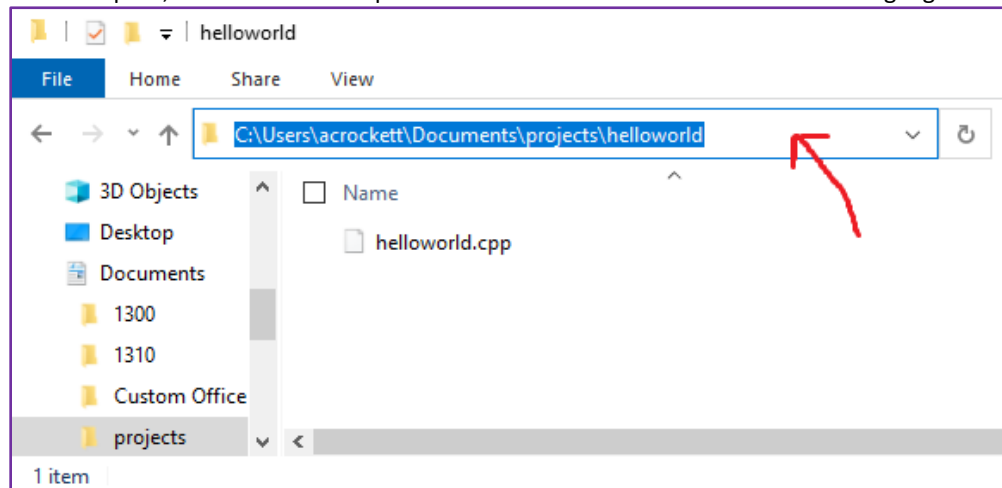 helloworld
File Home Share View
C:\Users\acrockett\Documents\projects\helloworld
3D Objects
Name
Desktop
helloworld.cpp
Documents
1300
1310
Custom Office
projects
1 item